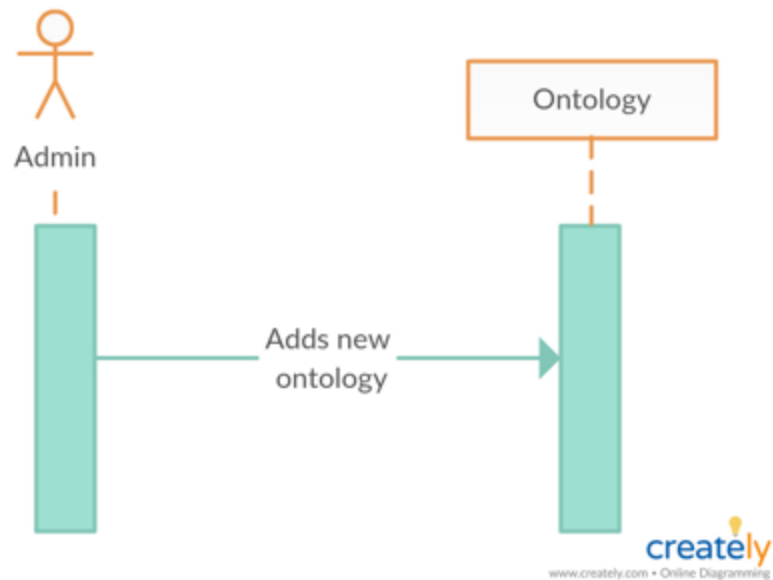 Admin
Ontology
Adds new
ontology
creately
www.creately.com • Online Diagramming